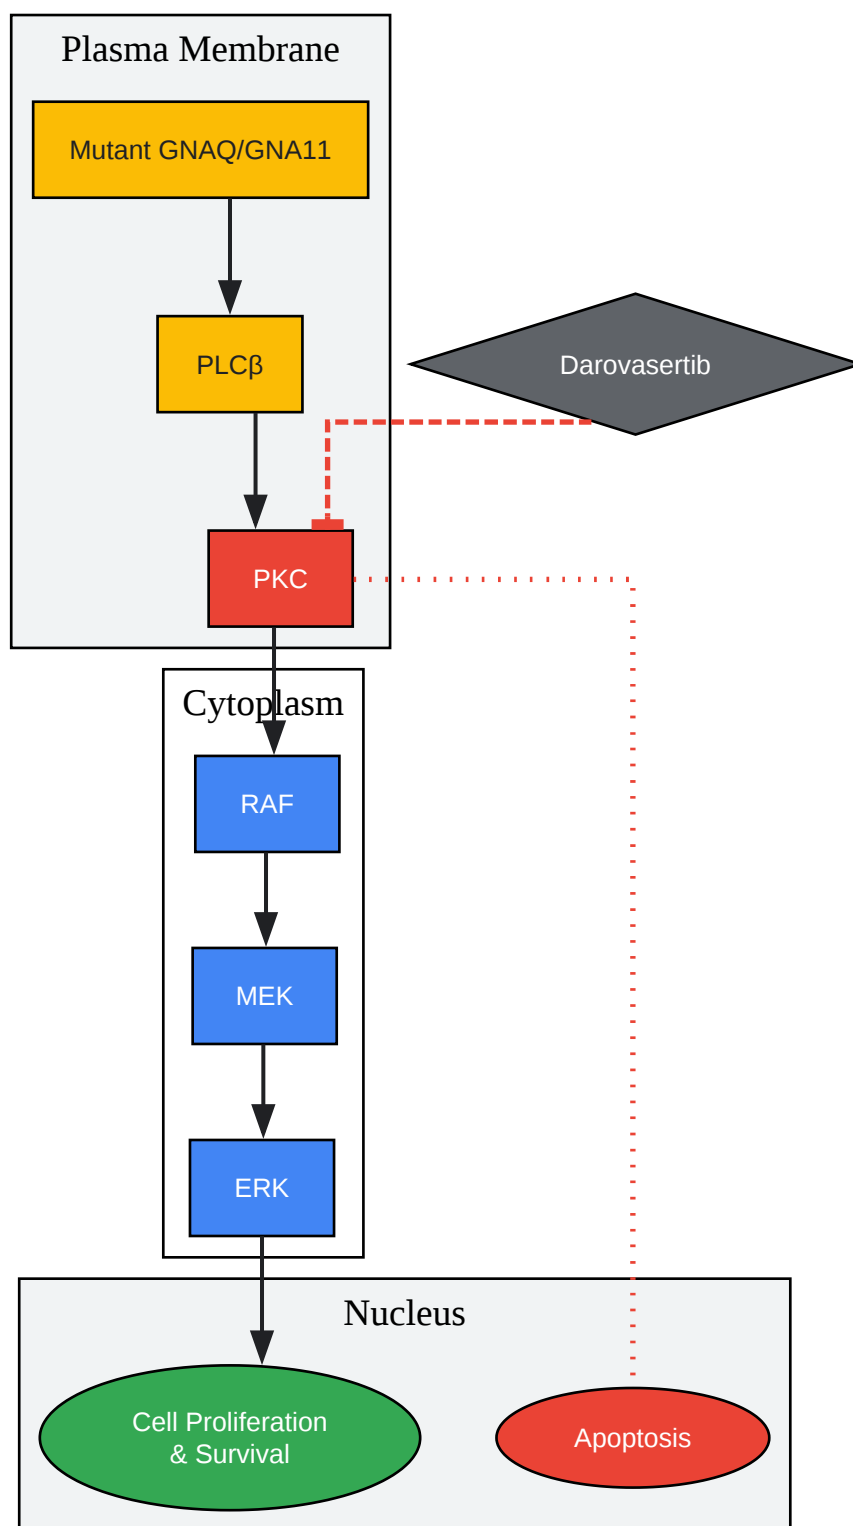 Plasma Membrane
Mutant GNAQ/GNA11
PLCβ
Darovasertib
PKC
Cytoplasm
RAF
MEK
ERK
Nucleus
Cell Proliferation
& Survival
Apoptosis